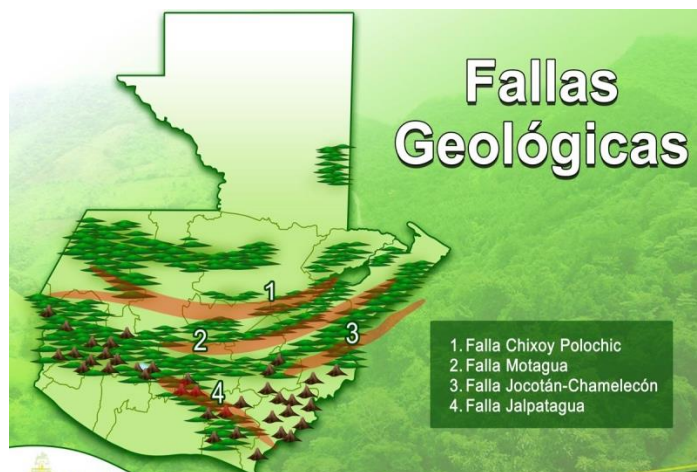 Fallas
Geológicas
1
2
3
4
1. Falla Chixoy Polochic
2. Falla Motagua
3. Falla Jocotán-Chamelecón
4. Falla Jalpatagua